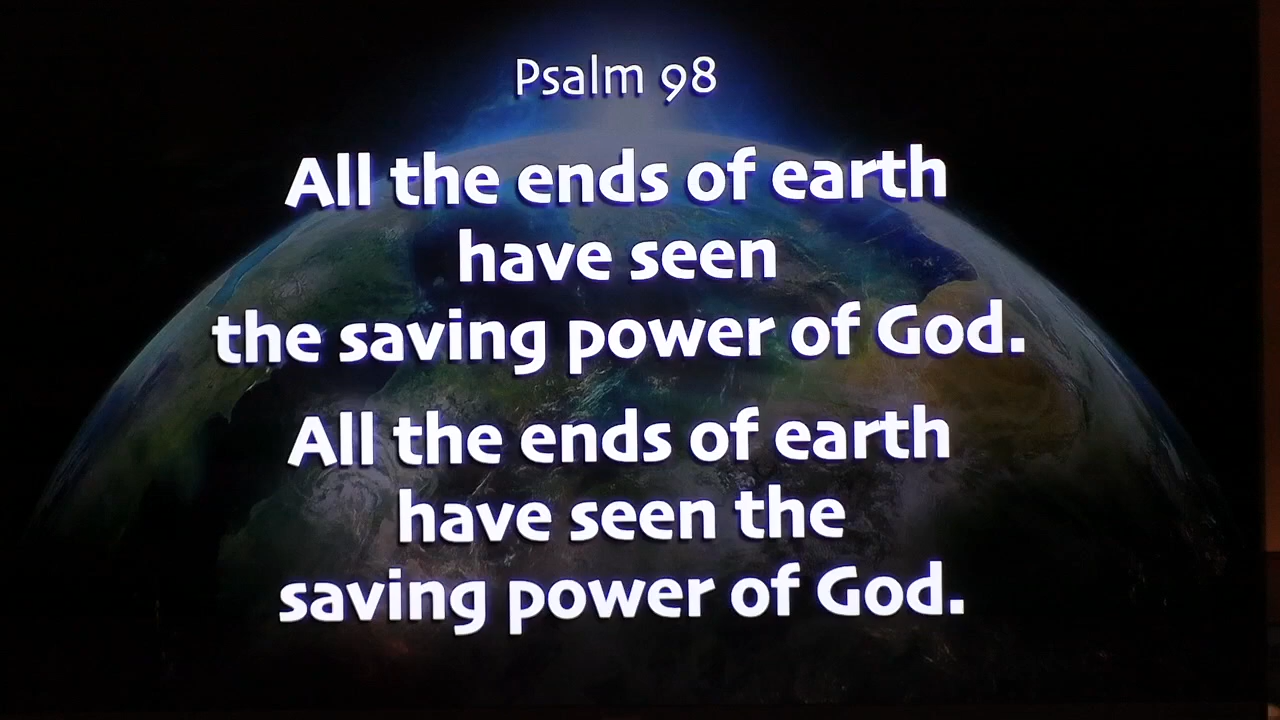 Psalm 98
All the ends of earth
have seen
the saving power of God.
All the ends of earth
have seen the
saving power of God.